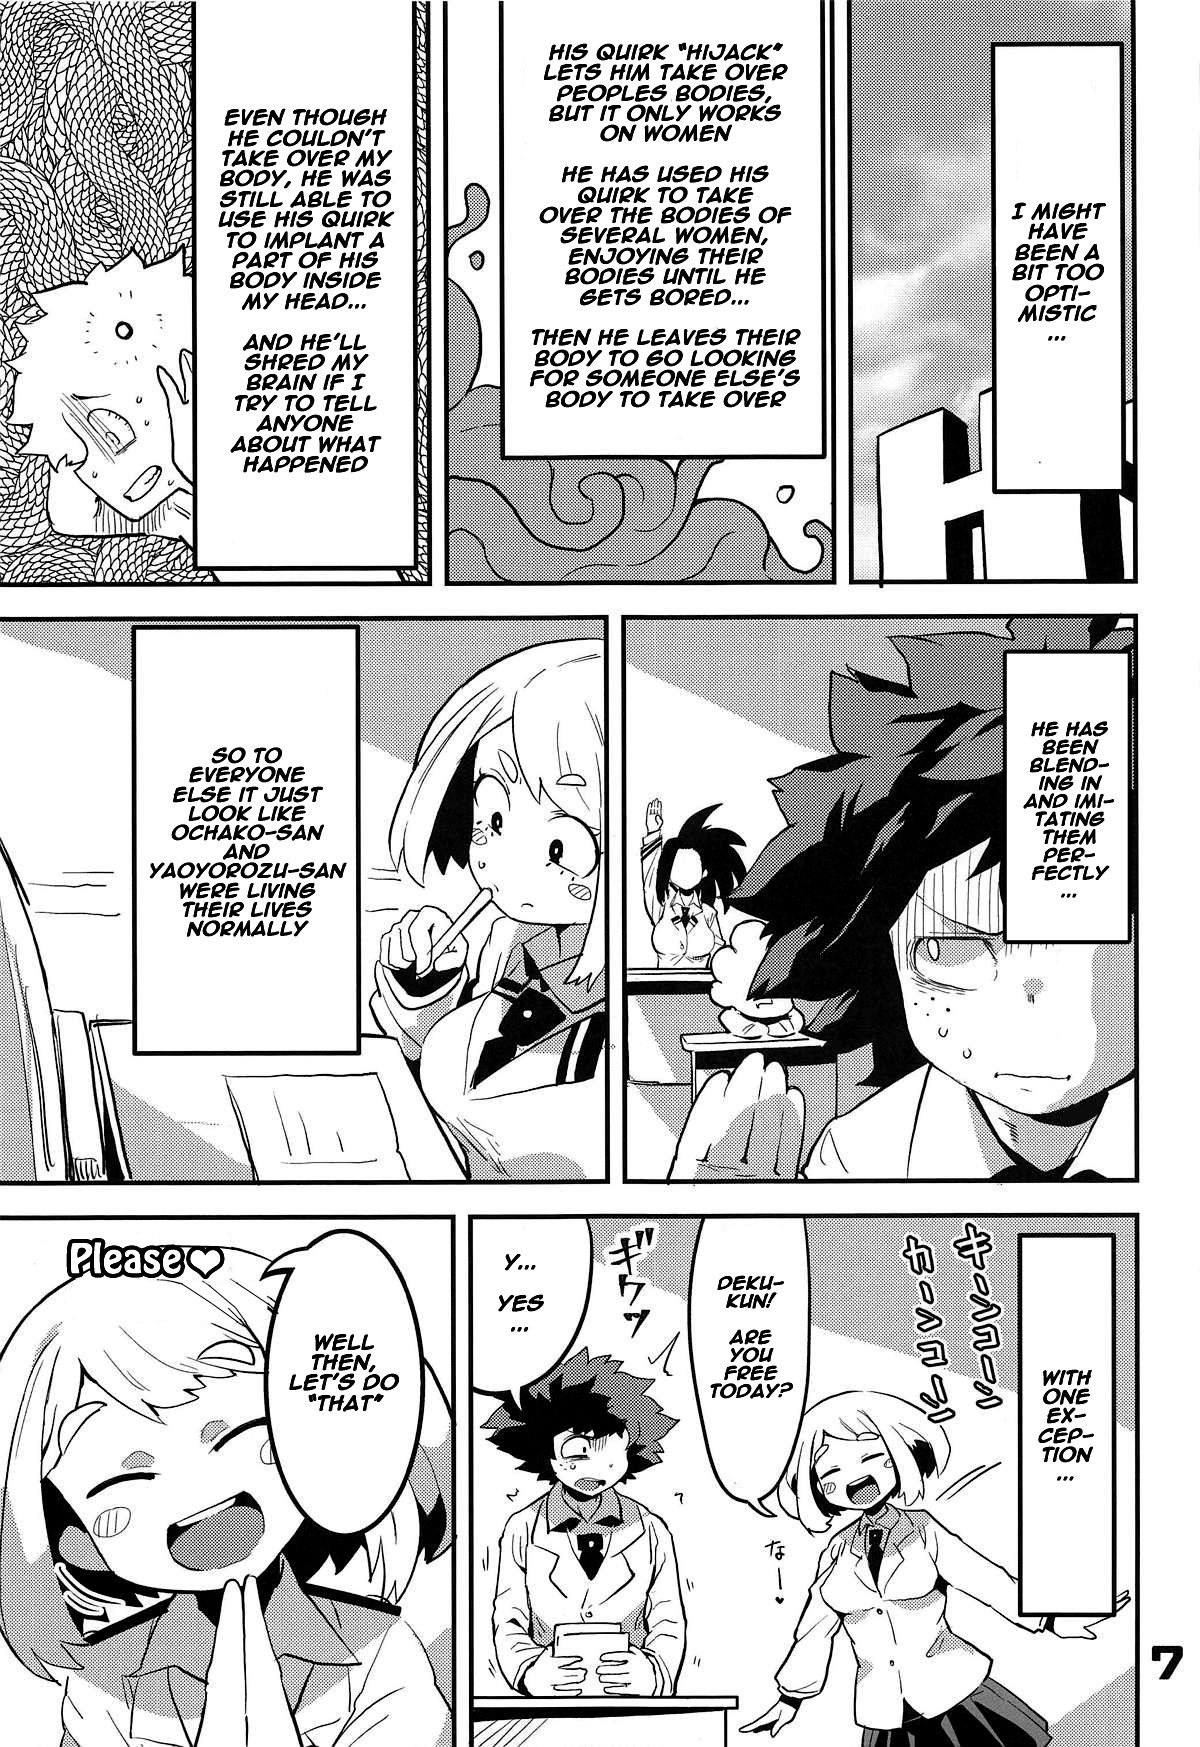 I MIGHT
HAVE
BEEN A
BIT TOO
OPTI-
MISTIC
...
HIS QUIRK "HIJACK"
LETS HIM TAKE OVER
PEOPLES BODIES,
BUT IT ONLY WORKS
ON WOMEN
HE HAS USED HIS
QUIRK TO TAKE
OVER THE BODIES OF
SEVERAL WOMEN,
ENJOYING THEIR
BODIES UNTIL HE
GETS BORED...
THEN HE LEAVES THEIR
BODY TO GO LOOKING
FOR SOMEONE ELSE'S
BODY TO TAKE OVER
EVEN THOUGH
HE COULDN'T
TAKE OVER MY
BODY, HE WAS
STILL ABLE TO
USE HIS QUIRK
TO IMPLANT A
PART OF HIS
BODY INSIDE
MY HEAD...
AND HE'LL
SHRED MY
BRAIN IF I
TRY TO TELL
ANYONE
ABOUT WHAT
HAPPENED
HE HAS
BEEN
BLEND-
ING IN
AND IMI-
TATING
THEM
PER-
FECTLY
...
SO TO
EVERYONE
ELSE IT JUST
LOOK LIKE
OCHAKO-SAN
AND
YAOYOROZU-SAN
WERE LIVING
THEIR LIVES
NORMALLY
WITH
ONE
EX-
CEP-
TION
...
キーンコーン
カーンコーン
DEKU-
KUN!
ARE
YOU
FREE
TODAY?
なー♥
ギクッ
Y...
YES
...
WELL
THEN,
LET'S DO
"THAT"
Please♥
7